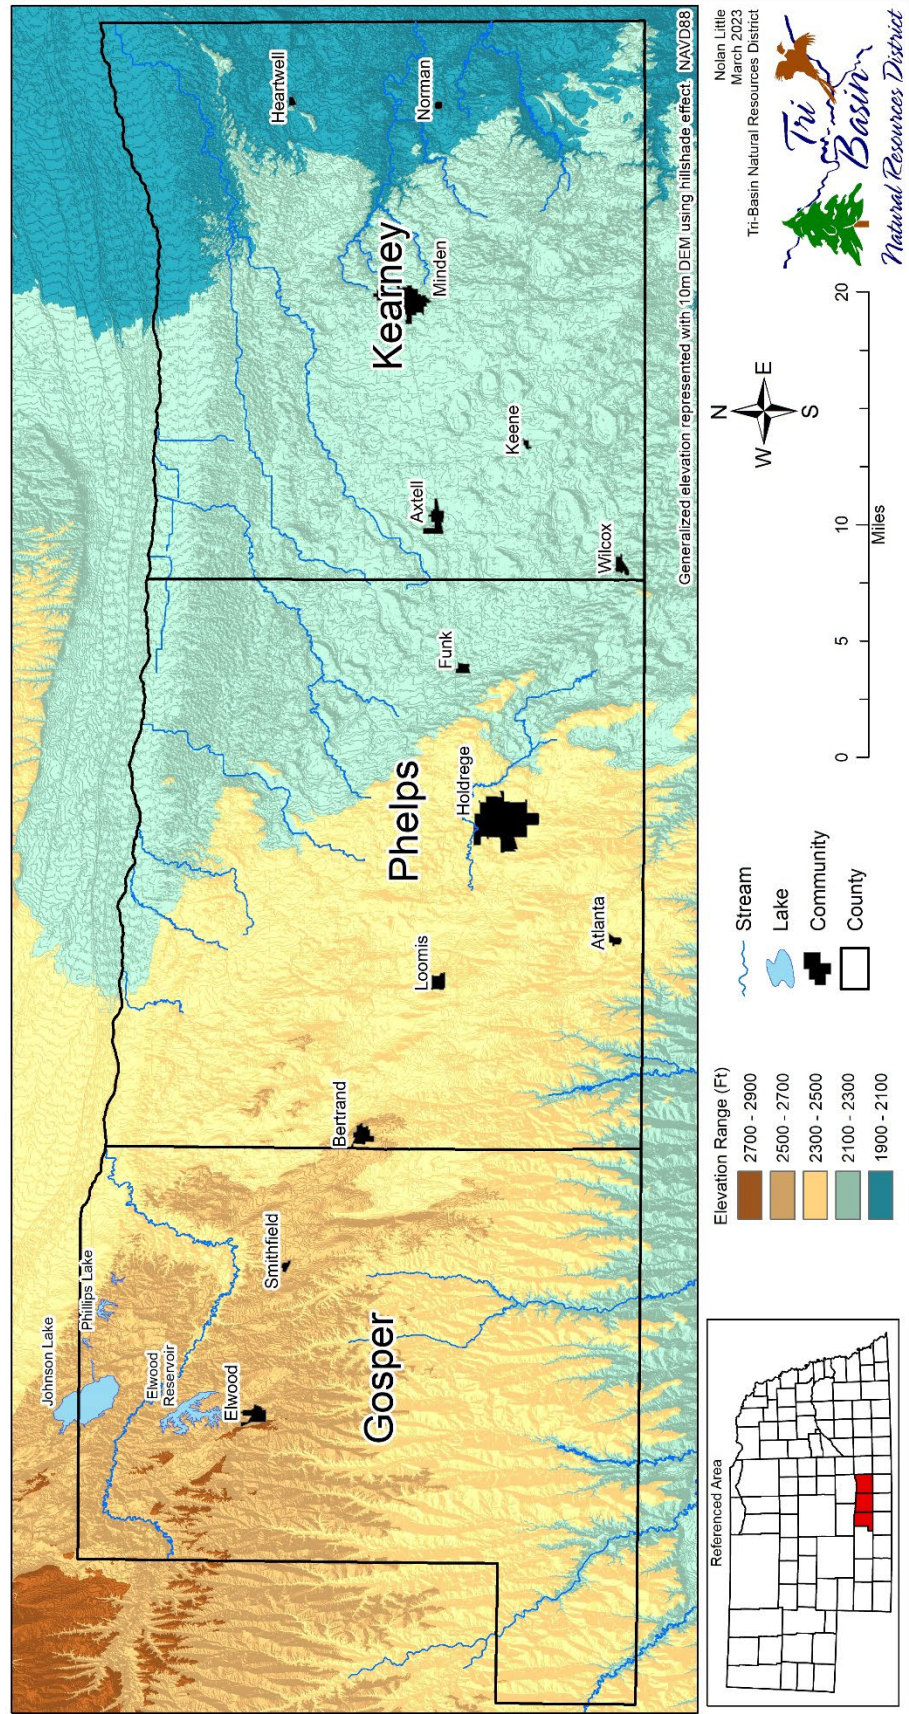 Johnson Lake
Phillips Lake
Elwood
Reservoir
Elwood
Smithfield
Gosper
Bertrand
Loomis
Atlanta
Phelps
Holdrege
Funk
Wilcox
Axtell
Keene
Kearney
Minden
Heartwell
Norman
Generalized elevation represented with 10m DEM using hillshade effect. NAVD88
Referenced Area
Elevation Range (Ft)
2700 - 2900
2500 - 2700
2300 - 2500
2100 - 2300
1900 - 2100
Stream
Lake
Community
County
0 5 10 20
Miles
N
W E
S
Nolan Little
March 2023
Tri-Basin Natural Resources District
Tri
Basin
Natural Resources District